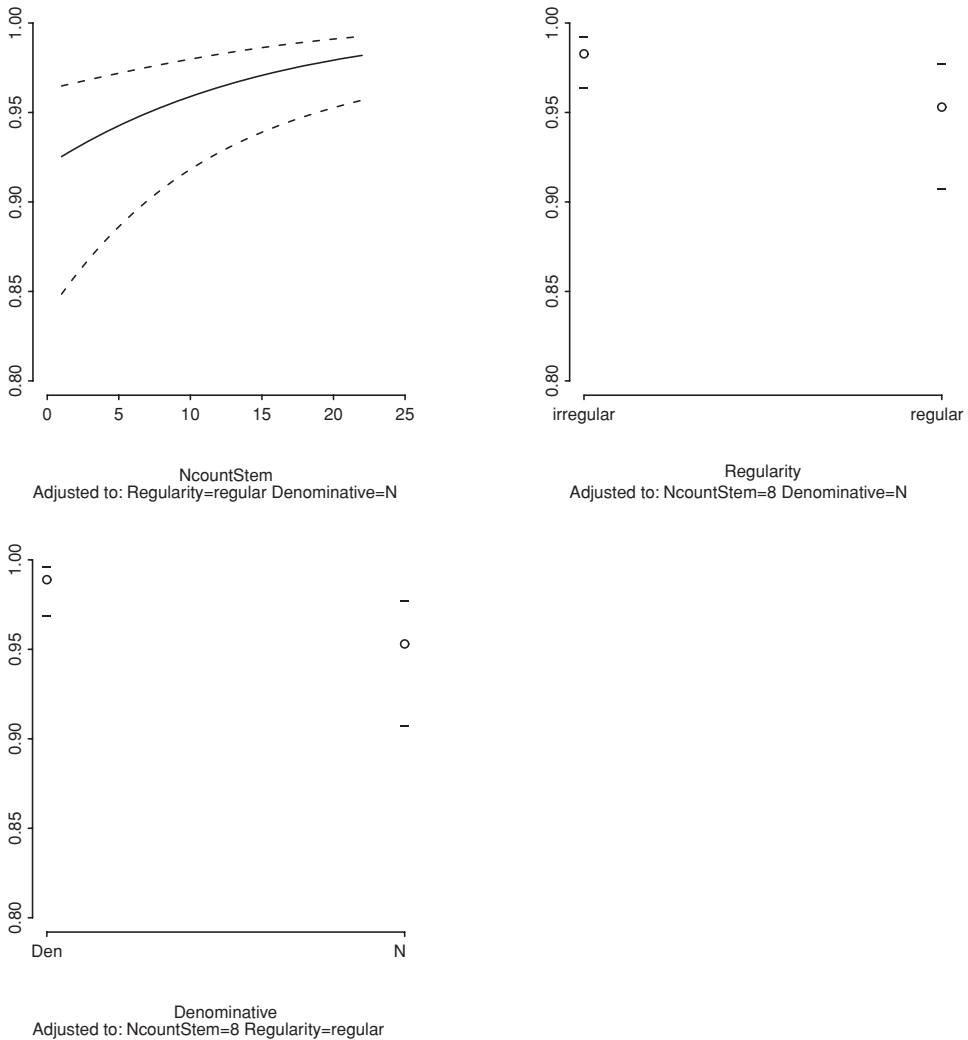 1.00
0.95
0.90
0.85
0.80
0 5 10 15 20 25
NcountStem
Adjusted to: Regularity=regular Denominative=N
1.00
0.95
0.90
0.85
0.80
irregular regular
Regularity
Adjusted to: NcountStem=8 Denominative=N
1.00
0.95
0.90
0.85
0.80
Den N
Denominative
Adjusted to: NcountStem=8 Regularity=regular